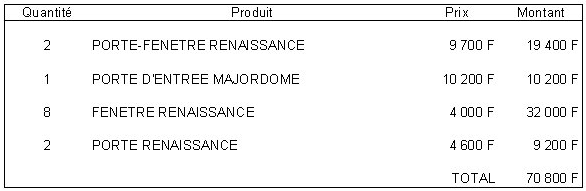 Quantité Produit Prix Montant
2 PORTE-FENETRE RENAISSANCE 9 700 F 19 400 F
1 PORTE D'ENTREE MAJORDOME 10 200 F 10 200 F
8 FENETRE RENAISSANCE 4 000 F 32 000 F
2 PORTE RENAISSANCE 4 600 F 9 200 F
TOTAL 70 800 F